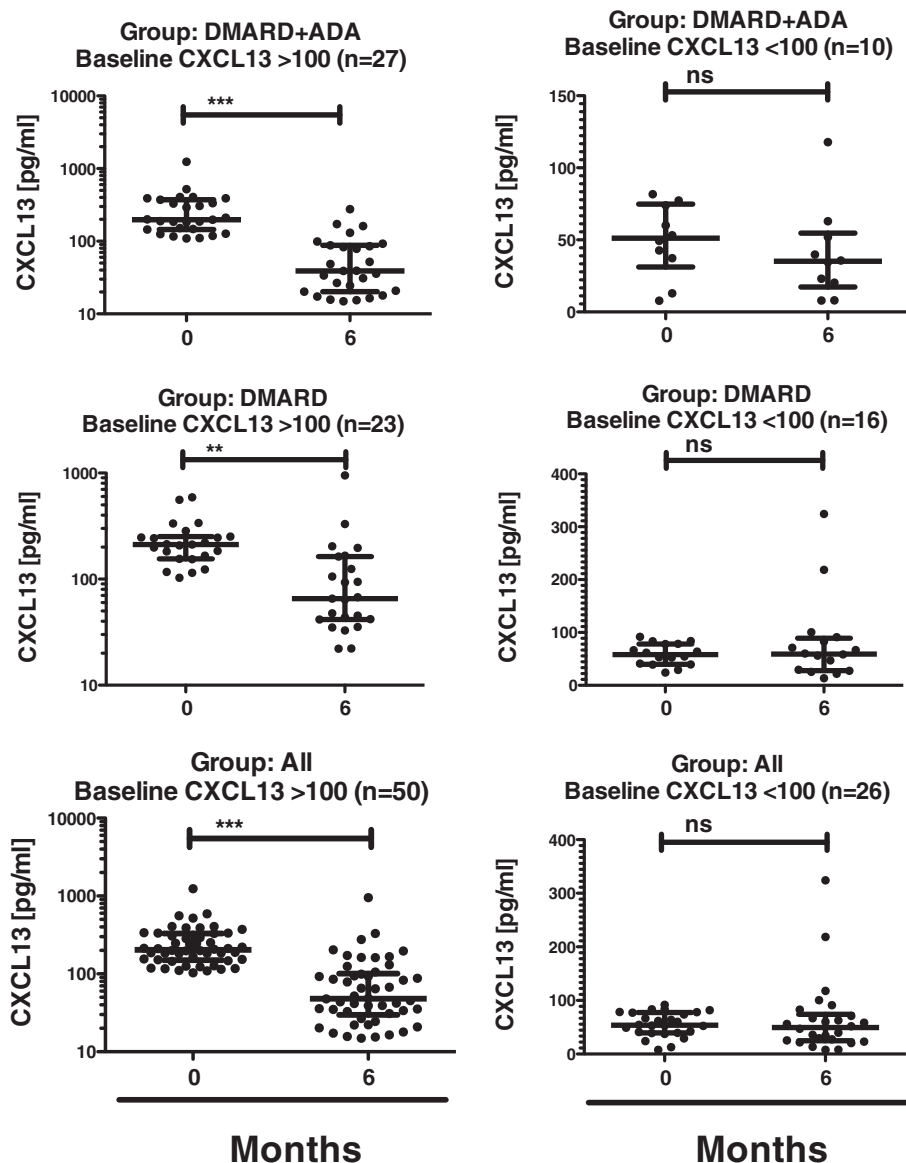 Group: DMARD+ADA
Baseline CXCL13 >100 (n=27)
***
CXCL13 [pg/ml]
10000
1000
100
10
0
6
Group: DMARD+ADA
Baseline CXCL13 <100 (n=10)
ns
CXCL13 [pg/ml]
150
100
50
0
0
6
Group: DMARD
Baseline CXCL13 >100 (n=23)
**
CXCL13 [pg/ml]
1000
100
10
0
6
Group: DMARD
Baseline CXCL13 <100 (n=16)
ns
CXCL13 [pg/ml]
400
300
200
100
0
0
6
Group: All
Baseline CXCL13 >100 (n=50)
***
CXCL13 [pg/ml]
10000
1000
100
10
0
6
Months
Group: All
Baseline CXCL13 <100 (n=26)
ns
CXCL13 [pg/ml]
400
300
200
100
0
0
6
Months